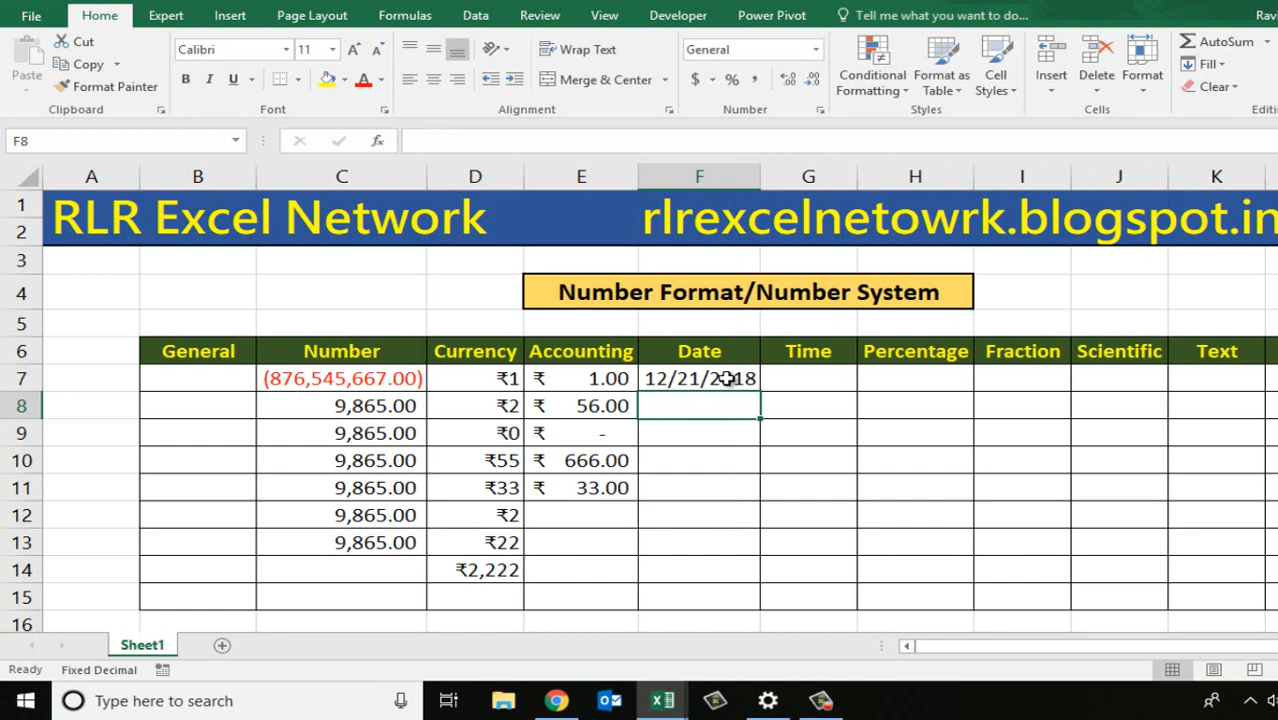 File Home Expert Insert Page Layout Formulas Data Review View Developer Power Pivot Tell me what you want to do...
Paste Cut Copy Format Painter Clipboard
Calibri 11 B I U Font
Wrap Text Merge & Center Alignment
General $ % , Number
Conditional Formatting Format as Table Cell Styles Styles
Insert Delete Format Cells
Σ AutoSum Fill Clear
F8 fx
A B C D E F G H I J K
1 RLR Excel Network rlrexcelnetowrk.blogspot.in
2
3
4 Number Format/Number System
5
6 General Number Currency Accounting Date Time Percentage Fraction Scientific Text
7 (876,545,667.00) ₹1 ₹ 1.00
8 9,865.00 ₹2 ₹ 56.00
9 9,865.00 ₹0 ₹ -
10 9,865.00 ₹55 ₹ 666.00
11 9,865.00 ₹33 ₹ 33.00
12 9,865.00 ₹2
13 9,865.00 ₹22
14 ₹2,222
15
16
Sheet1
Ready Fixed Decimal
Type here to search